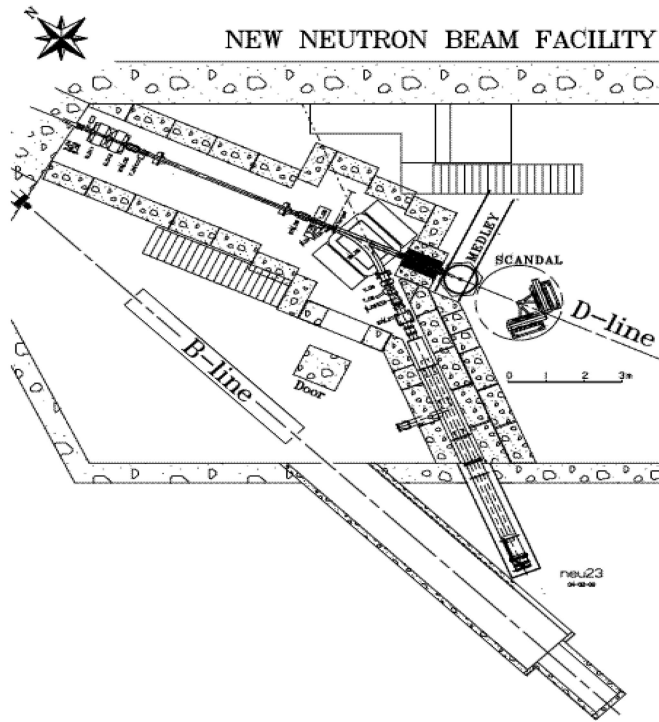 N
NEW NEUTRON BEAM FACILITY
MEDLEY
SCANDAL
D-line
B-line
Door
0 1 2 3m
neu23